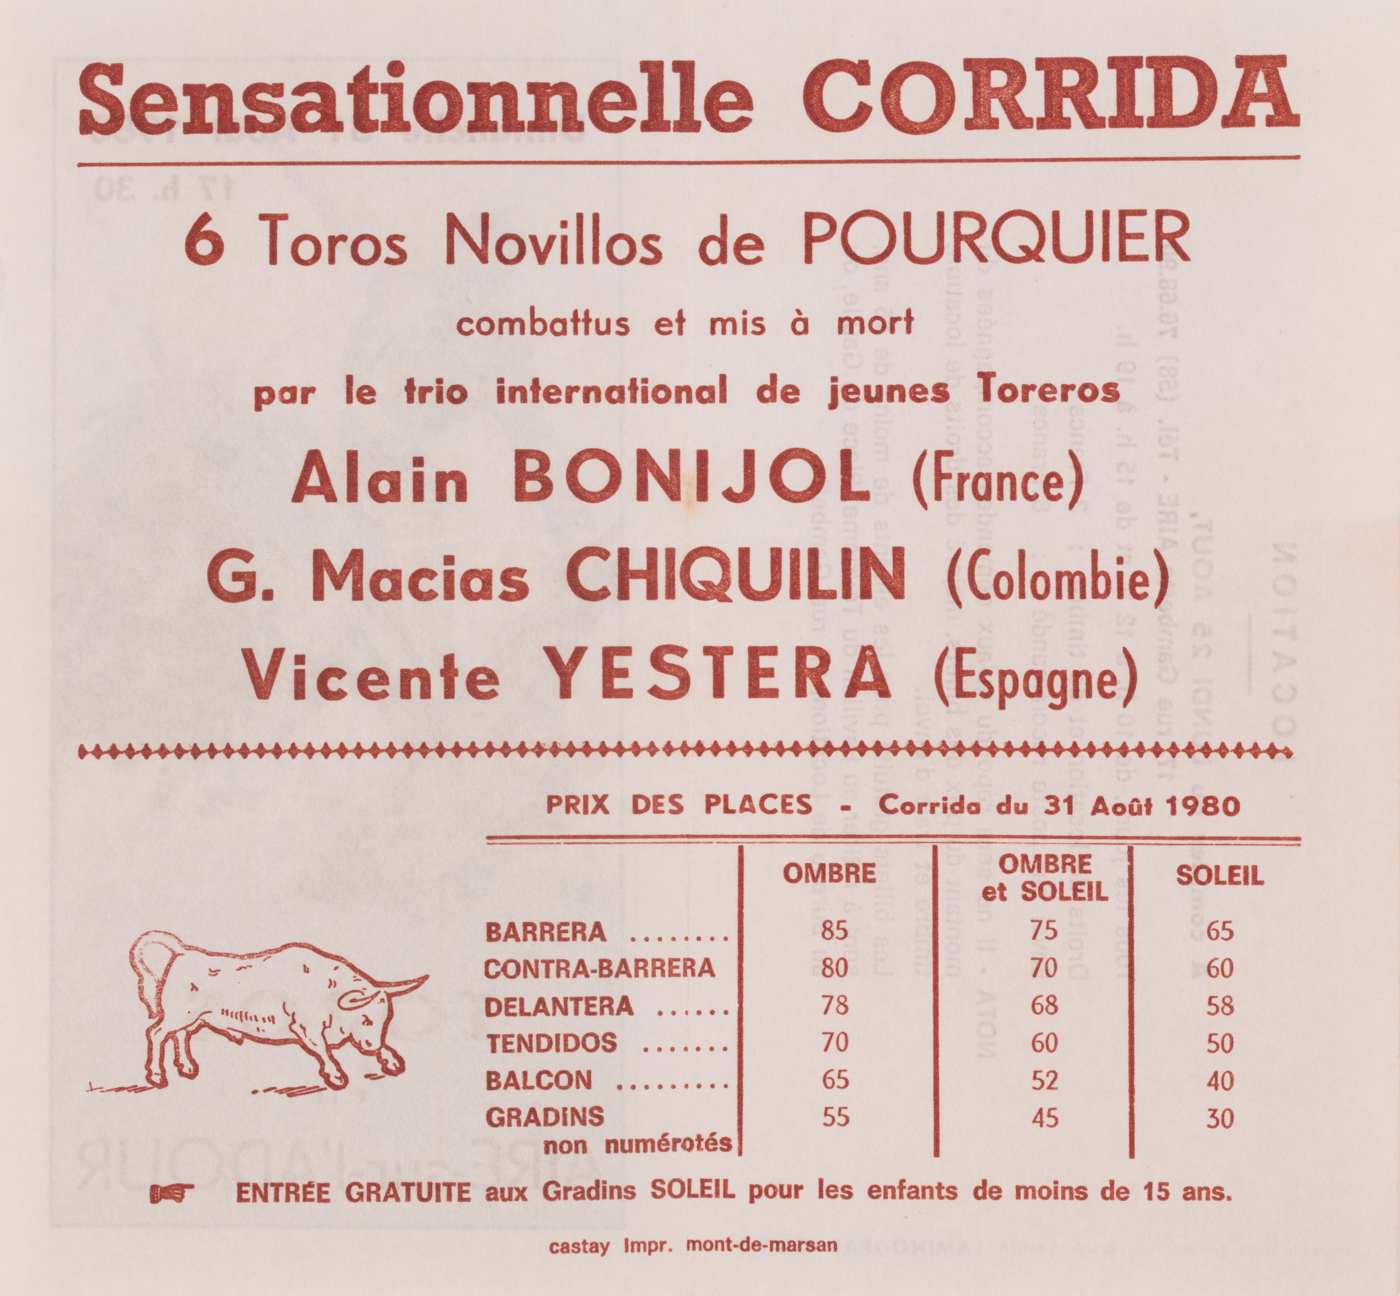 Sensationnelle CORRIDA
6 Toros Novillos de POURQUIER
combattus et mis à mort
par le trio international de jeunes Toreros
Alain BONIJOL (France)
G. Macias CHIQUILIN (Colombie)
Vicente YESTERA (Espagne)
PRIX DES PLACES - Corrida du 31 Août 1980
OMBRE OMBRE et SOLEIL SOLEIL
BARRERA ........ 85 75 65
CONTRA-BARRERA 80 70 60
DELANTERA ...... 78 68 58
TENDIDOS ....... 70 60 50
BALCON ......... 65 52 40
GRADINS 55 45 30
non numérotés
ENTRÉE GRATUITE aux Gradins SOLEIL pour les enfants de moins de 15 ans.
castay Impr. mont-de-marsan